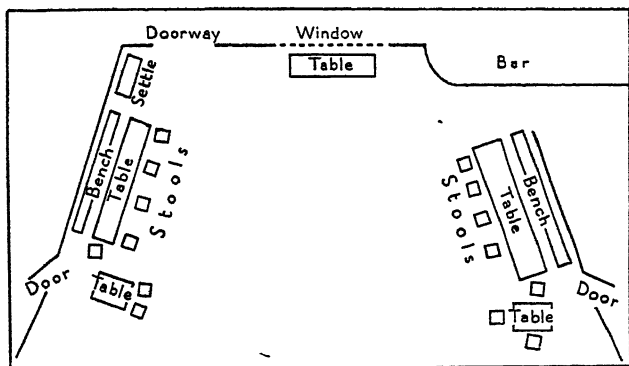 Doorway
Window
Table
Bar
Settle
Bench
Table
Stools
Stools
Table
Bench
Door
Table
Table
Door